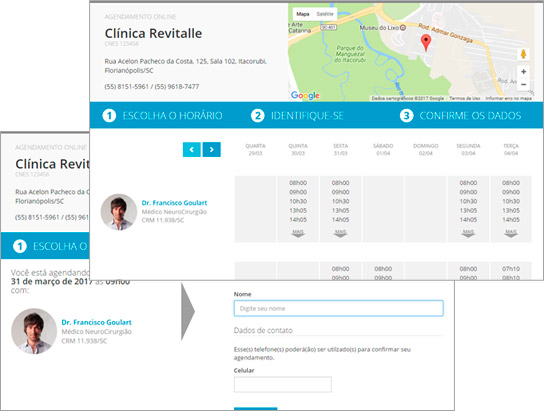 AGENDAMENTO ONLINE
Clínica Revitalle
CNES 123456
Rua Acelon Pacheco da Costa, 125, Sala 102, Itacorubi,
Florianópolis/SC
(55) 8151-5961 / (55) 9618-7477
Mapa Satélite
Alte
Catarina
SC-401
Museu do Lixo
Rod. Admar Gonzaga
Parque do
Manguezal
do Itacorubi
Google
Dados cartográficos ©2017 Google Termos de Uso Informar erro no mapa
1 ESCOLHA O HORÁRIO 2 IDENTIFIQUE-SE 3 CONFIRME OS DADOS
QUARTA QUINTA SEXTA SÁBADO DOMINGO SEGUNDA TERÇA
29/03 30/03 31/03 01/04 02/04 03/04 04/04
Dr. Francisco Goulart
Médico NeuroCirurgião
CRM 11.938/SC
08h00 08h00 08h00 08h00
09h00 09h00 09h00 09h00
10h30 10h30 10h30 10h30
13h05 13h05 13h05 13h05
14h05 14h05 14h05 14h05
MAIS MAIS MAIS MAIS
08h00 08h00 08h00 07h10
09h00 09h00 09h00 08h10
AGENDAMENTO ONLINE
Clínica Revit
CNES 123456
Rua Acelon Pacheco da C
Florianópolis/SC
(55) 8151-5961 / (55) 961
1 ESCOLHA O
Você está agendando
31 de março de 2017 às 09h00
com:
Dr. Francisco Goulart
Médico NeuroCirurgião
CRM 11.938/SC
Nome
Digite seu nome
Dados de contato
Esse(s) telefone(s) poderá(ão) ser utilizado(s) para confirmar seu
agendamento.
Celular